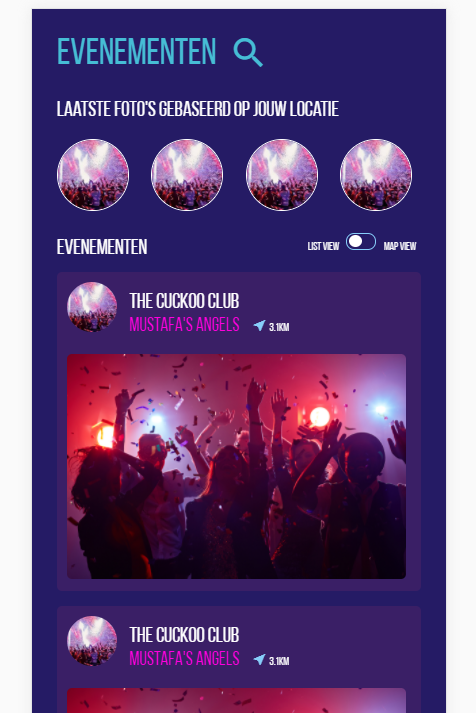 EVENEMENTEN
LAATSTE FOTO'S GEBASEERD OP JOUW LOCATIE
EVENEMENTEN
LIST VIEW MAP VIEW
THE CUCKOO CLUB
MUSTAFA'S ANGELS 3.1KM
THE CUCKOO CLUB
MUSTAFA'S ANGELS 3.1KM